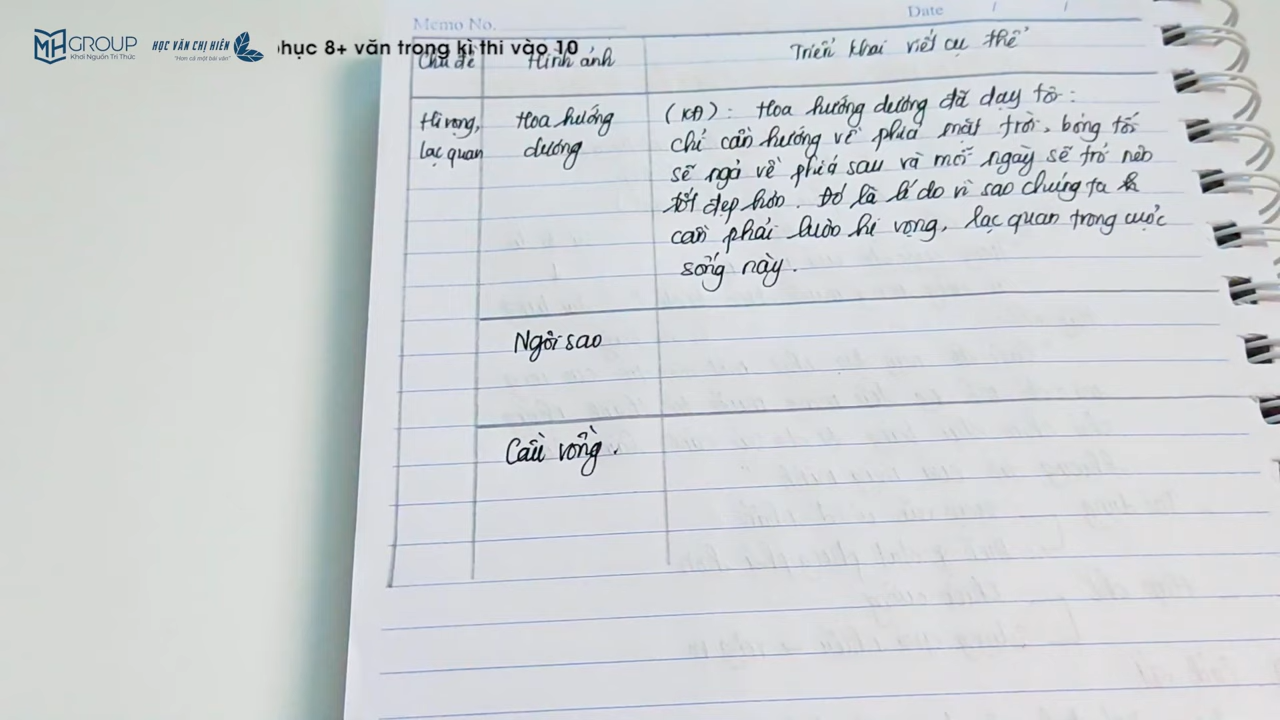 Memo No.
Date / /
MH GROUP
Khơi Nguồn Tri Thức
HỌC VĂN CHỊ HIÊN
"Hơn cả một bài văn"
phục 8+ văn trong kì thi vào 10
Chủ đề Hình ảnh Triển khai viết cụ thể
Hi vọng, lạc quan
Hoa hướng dương
(KĐ): Hoa hướng dương đã dạy tôi:
chỉ cần hướng về phía mặt trời, bóng tối
sẽ ngả về phía sau và mỗi ngày sẽ trở nên
tốt đẹp hơn. Đó là lí do vì sao chúng ta
cần phải luôn hi vọng, lạc quan trong cuộc
sống này.
Ngôi sao
Cầu vồng.